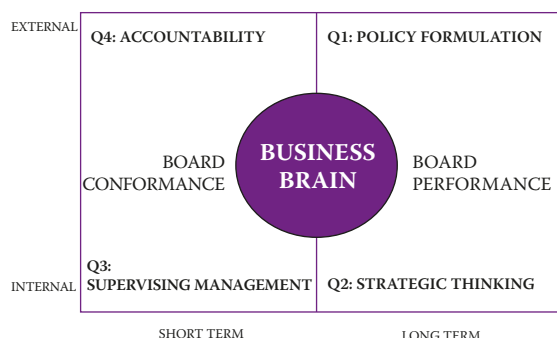 EXTERNAL
Q4: ACCOUNTABILITY
Q1: POLICY FORMULATION
BOARD
CONFORMANCE
BUSINESS
BRAIN
BOARD
PERFORMANCE
INTERNAL
Q3:
SUPERVISING MANAGEMENT
Q2: STRATEGIC THINKING
SHORT TERM
LONG TERM